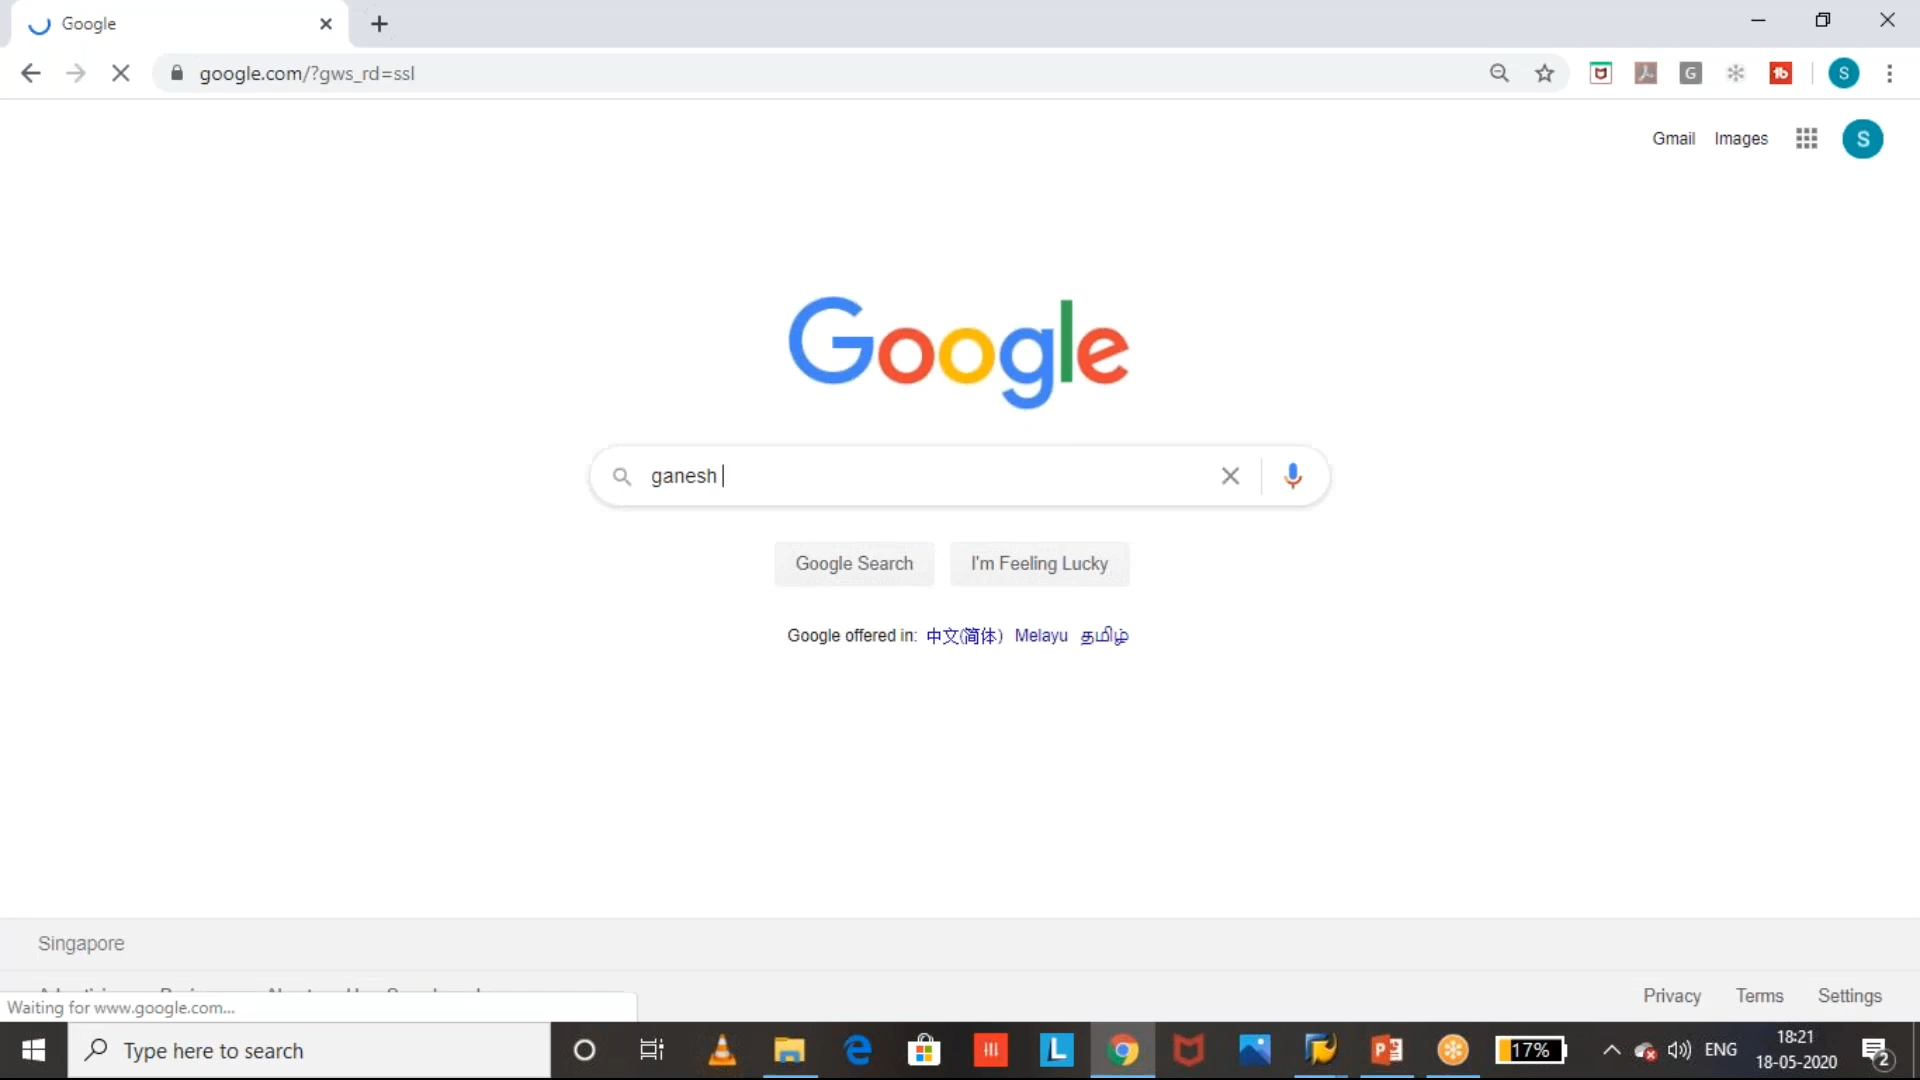 Google
google.com/?gws_rd=ssl
G
S
Gmail
Images
S
Google
ganesh
Google Search
I'm Feeling Lucky
Google offered in: 中文(简体) Melayu தமிழ்
Singapore
Privacy
Terms
Settings
Waiting for www.google.com...
Type here to search
L
17%
ENG
18:21
18-05-2020
2